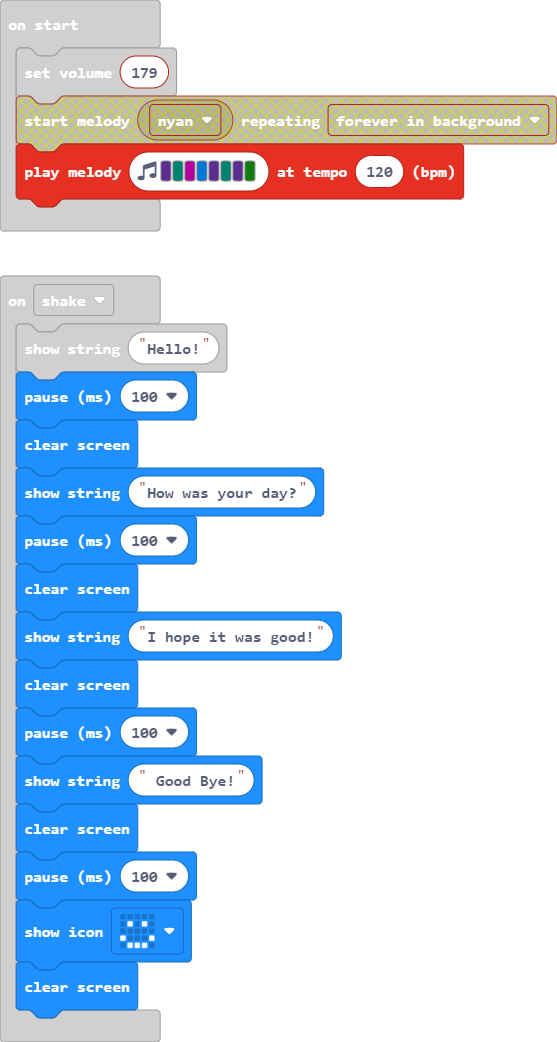 on start
set volume 179
start melody nyan repeating forever in background
play melody at tempo 120 (bpm)
on shake
show string "Hello!"
pause (ms) 100
clear screen
show string "How was your day?"
pause (ms) 100
clear screen
show string "I hope it was good!"
clear screen
pause (ms) 100
show string " Good Bye!"
clear screen
pause (ms) 100
show icon
clear screen